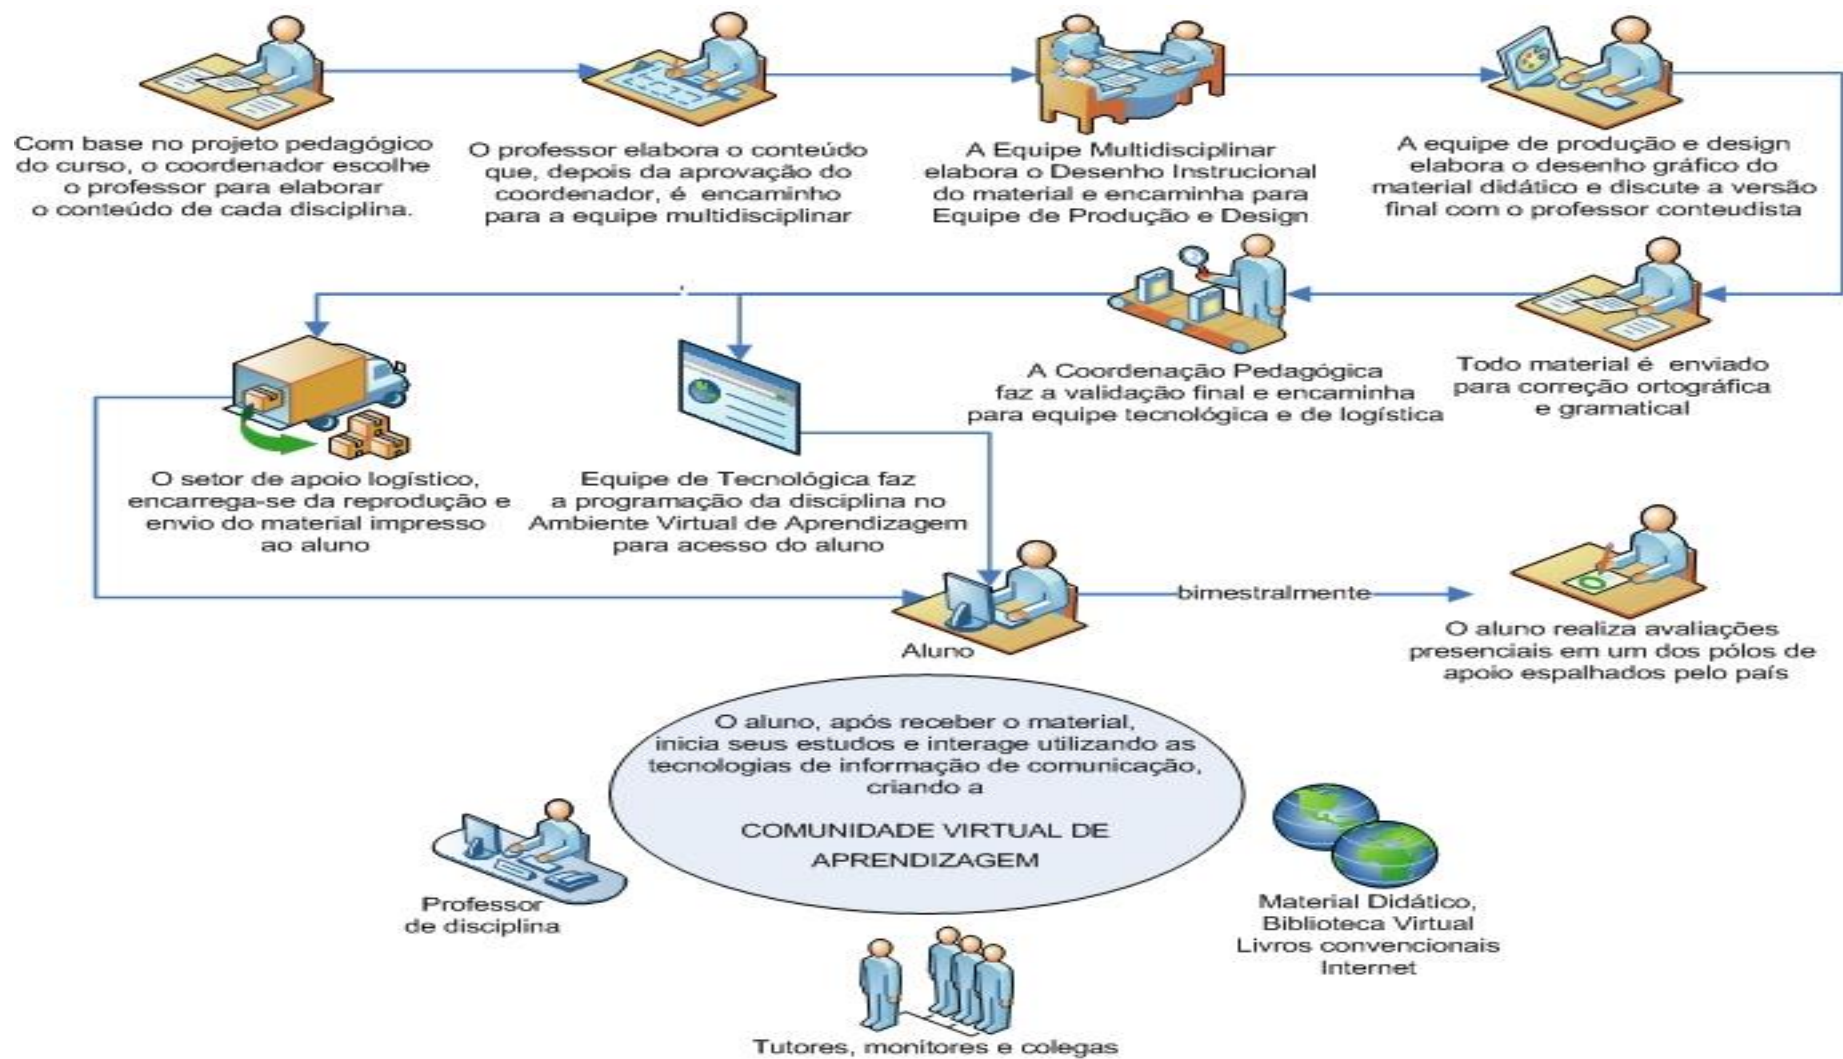 Com base no projeto pedagógico
do curso, o coordenador escolhe
o professor para elaborar
o conteúdo de cada disciplina.
O professor elabora o conteúdo
que, depois da aprovação do
coordenador, é encaminho
para a equipe multidisciplinar
A Equipe Multidisciplinar
elabora o Desenho Instrucional
do material e encaminha para
Equipe de Produção e Design
A equipe de produção e design
elabora o desenho gráfico do
material didático e discute a versão
final com o professor conteudista
Todo material é enviado
para correção ortográfica
e gramatical
A Coordenação Pedagógica
faz a validação final e encaminha
para equipe tecnológica e de logística
Equipe de Tecnológica faz
a programação da disciplina no
Ambiente Virtual de Aprendizagem
para acesso do aluno
O setor de apoio logístico,
encarrega-se da reprodução e
envio do material impresso
ao aluno
Aluno
bimestralmente
O aluno realiza avaliações
presenciais em um dos pólos de
apoio espalhados pelo país
O aluno, após receber o material,
inicia seus estudos e interage utilizando as
tecnologias de informação de comunicação,
criando a
COMUNIDADE VIRTUAL DE
APRENDIZAGEM
Professor
de disciplina
Tutores, monitores e colegas
Material Didático,
Biblioteca Virtual
Livros convencionais
Internet